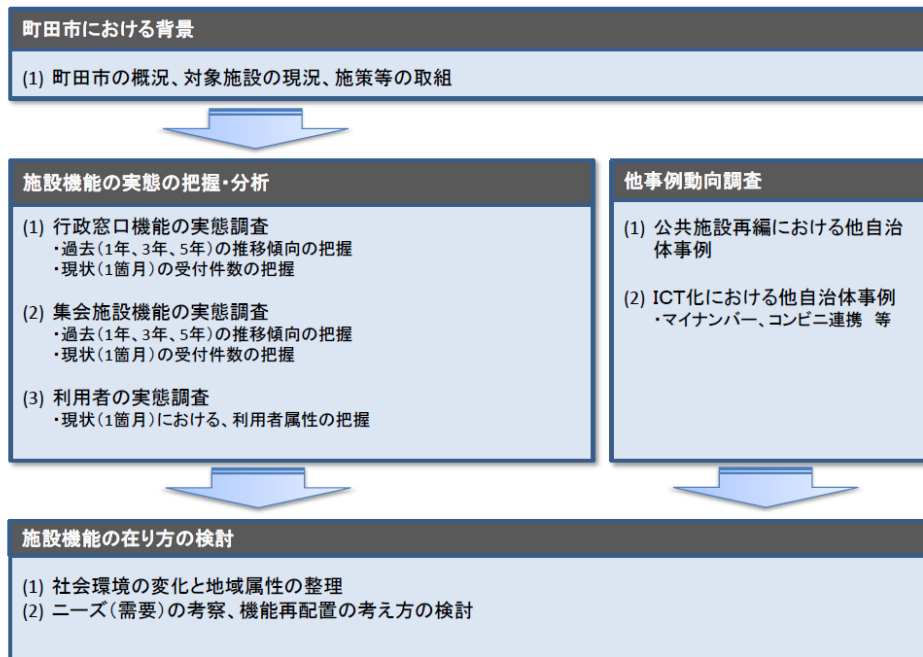 町田市における背景
(1) 町田市の概況、対象施設の現況、施策等の取組
施設機能の実態の把握・分析
(1) 行政窓口機能の実態調査
・過去(1年、3年、5年)の推移傾向の把握
・現状(1箇月)の受付件数の把握
(2) 集会施設機能の実態調査
・過去(1年、3年、5年)の推移傾向の把握
・現状(1箇月)の受付件数の把握
(3) 利用者の実態調査
・現状(1箇月)における、利用者属性の把握
他事例動向調査
(1) 公共施設再編における他自治
体事例
(2) ICT化における他自治体事例
・マイナンバー、コンビニ連携 等
施設機能の在り方の検討
(1) 社会環境の変化と地域属性の整理
(2) ニーズ(需要)の考察、機能再配置の考え方の検討